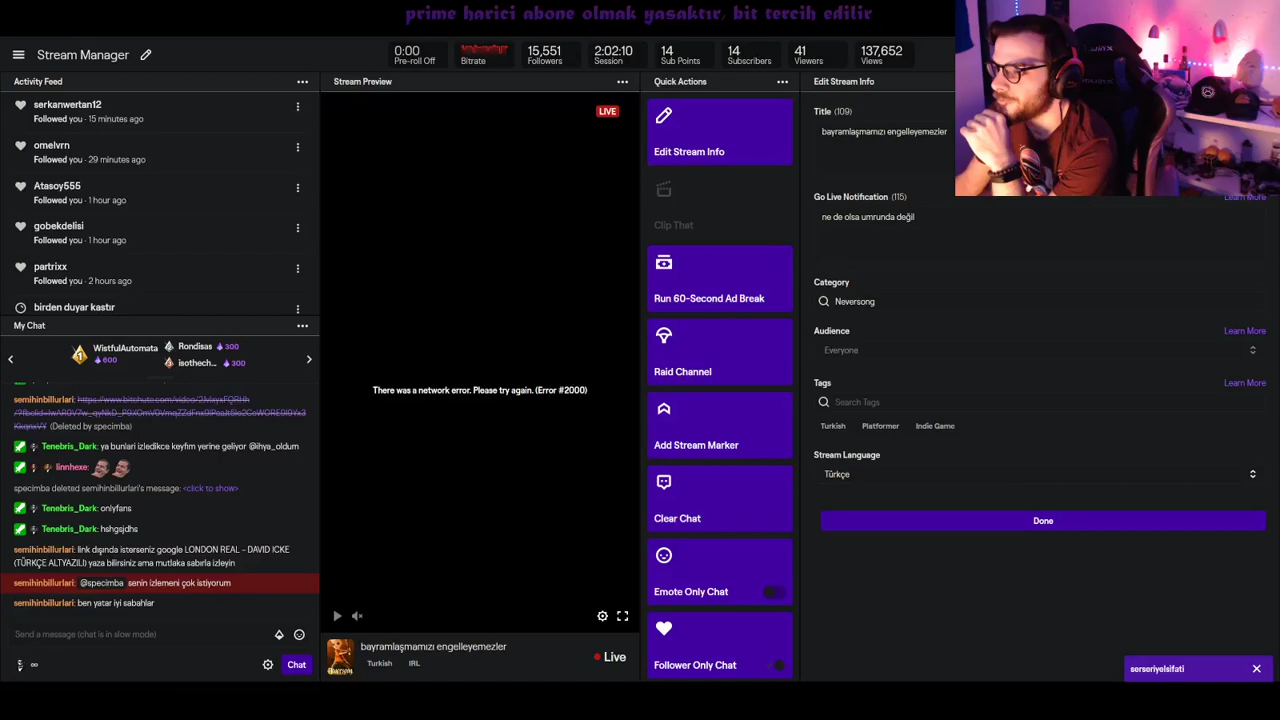 prime harici abone olmak yasaktır, bit tercih edilir
Stream Manager
0:00
Pre-roll Off
Bitrate
15,551
Followers
2:02:10
Session
14
Sub Points
14
Subscribers
41
Viewers
137,652
Views
Activity Feed
serkanwertan12
Followed you · 15 minutes ago
omelvrn
Followed you · 29 minutes ago
Atasoy555
Followed you · 1 hour ago
gobekdelisi
Followed you · 1 hour ago
partrixx
Followed you · 2 hours ago
birden duyar kastır
My Chat
1
WistfulAutomata
600
Rondisas 300
isothech... 300
semihinbillurlari:
(Deleted by specimba)
Tenebris_Dark: ya bunlari izledikce keyfim yerine geliyor @ihya_oldum
linnhexe:
specimba deleted semihinbillurlari's message: <click to show>
Tenebris_Dark: onlyfans
Tenebris_Dark: hshgsjdhs
semihinbillurlari: link dışında isterseniz google LONDON REAL - DAVID ICKE
(TÜRKÇE ALTYAZILI) yaza bilirsiniz ama mutlaka sabırla izleyin
semihinbillurlari: @specimba senin izlemeni çok istiyorum
semihinbillurlari: ben yatar iyi sabahlar
Send a message (chat is in slow mode)
Chat
Stream Preview
LIVE
There was a network error. Please try again. (Error #2000)
bayramlaşmamızı engelleyemezler
Turkish IRL
Live
Quick Actions
Edit Stream Info
Clip That
Run 60-Second Ad Break
Raid Channel
Add Stream Marker
Clear Chat
Emote Only Chat
Follower Only Chat
Edit Stream Info
Title (109)
bayramlaşmamızı engelleyemezler
Go Live Notification (115)
Learn More
ne de olsa umrunda değil
Category
Neversong
Audience
Learn More
Everyone
Tags
Learn More
Search Tags
Turkish Platformer Indie Game
Stream Language
Türkçe
Done
serseriyelsifati